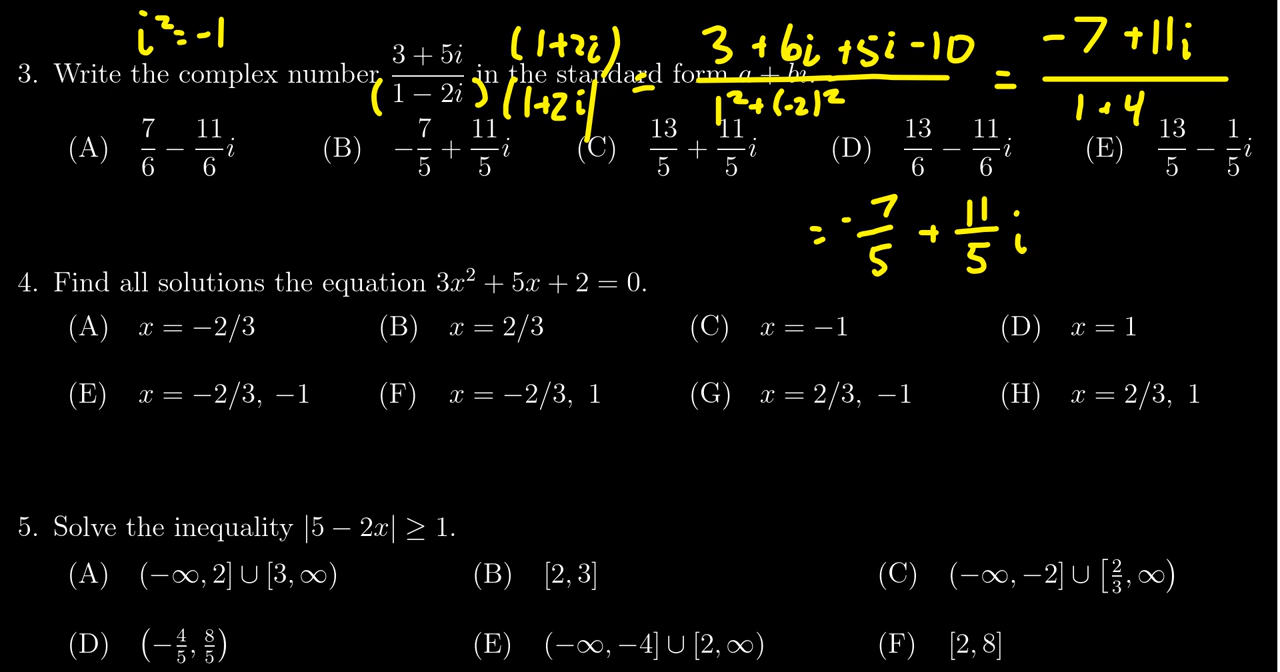 i² = -1
3. Write the complex number (3 + 5i)/(1 − 2i) in the standard form a + bi.
(1+2i) / ( ) (1+2i) = (3 + 6i + 5i - 10)/(1² + (-2)²) = (-7 + 11i)/(1 + 4)
(A) 7/6 − 11/6 i (B) −7/5 + 11/5 i (C) 13/5 + 11/5 i (D) 13/6 − 11/6 i (E) 13/5 − 1/5 i
= -7/5 + 11/5 i
4. Find all solutions the equation 3x² + 5x + 2 = 0.
(A) x = −2/3 (B) x = 2/3 (C) x = −1 (D) x = 1
(E) x = −2/3, −1 (F) x = −2/3, 1 (G) x = 2/3, −1 (H) x = 2/3, 1
5. Solve the inequality |5 − 2x| ≥ 1.
(A) (−∞, 2] ∪ [3, ∞) (B) [2, 3] (C) (−∞, −2] ∪ [2/3, ∞)
(D) (−4/5, 8/5) (E) (−∞, −4] ∪ [2, ∞) (F) [2, 8]